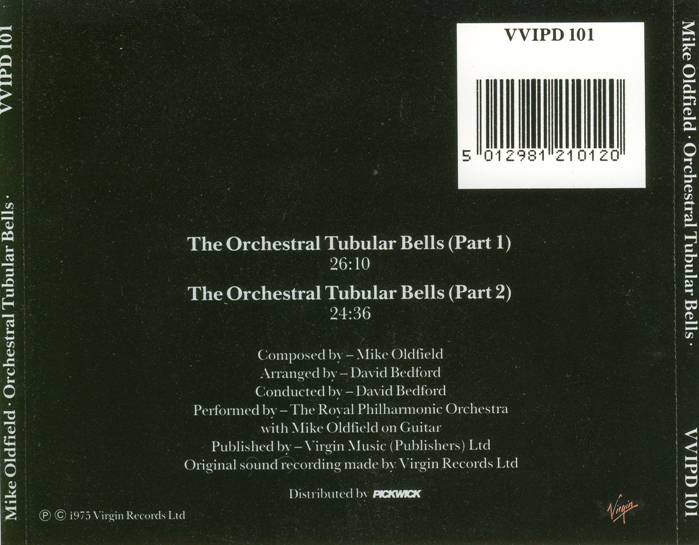 VVIPD 101
5 012981 210120
The Orchestral Tubular Bells (Part 1)
26:10
The Orchestral Tubular Bells (Part 2)
24:36
Composed by – Mike Oldfield
Arranged by – David Bedford
Conducted by – David Bedford
Performed by – The Royal Philharmonic Orchestra
with Mike Oldfield on Guitar
Published by – Virgin Music (Publishers) Ltd
Original sound recording made by Virgin Records Ltd
Distributed by PICKWICK
Ⓟ © 1975 Virgin Records Ltd
Virgin
Mike Oldfield · Orchestral Tubular Bells · VVIPD 101
Mike Oldfield · Orchestral Tubular Bells · VVIPD 101